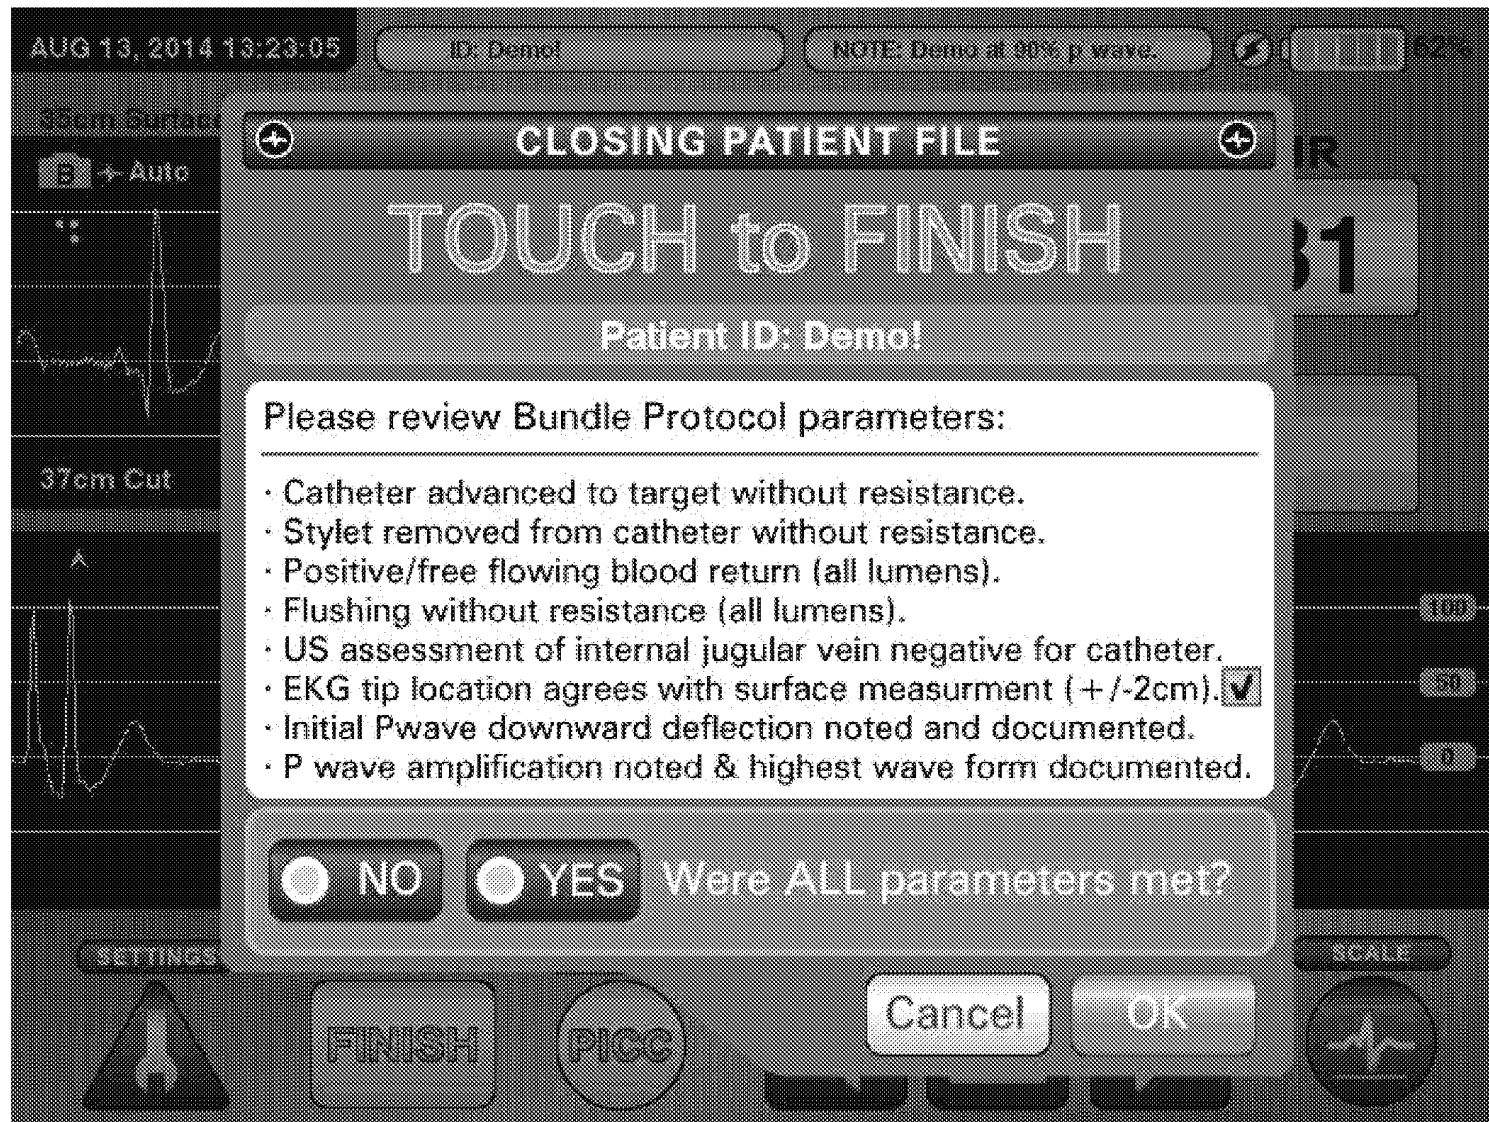 AUG 13, 2014 13:23:05
ID: Demo!
NOTE: Demo at 90% p wave.
62%
35cm Surface
CLOSING PATIENT FILE
B Auto
TOUCH to FINISH
Patient ID: Demo!
Please review Bundle Protocol parameters:
· Catheter advanced to target without resistance.
· Stylet removed from catheter without resistance.
· Positive/free flowing blood return (all lumens).
· Flushing without resistance (all lumens).
· US assessment of internal jugular vein negative for catheter.
· EKG tip location agrees with surface measurment (+/-2cm).
· Initial Pwave downward deflection noted and documented.
· P wave amplification noted & highest wave form documented.
37cm Cut
100
50
0
NO YES Were ALL parameters met?
SETTINGS
SCALE
Cancel OK
FINISH PICC